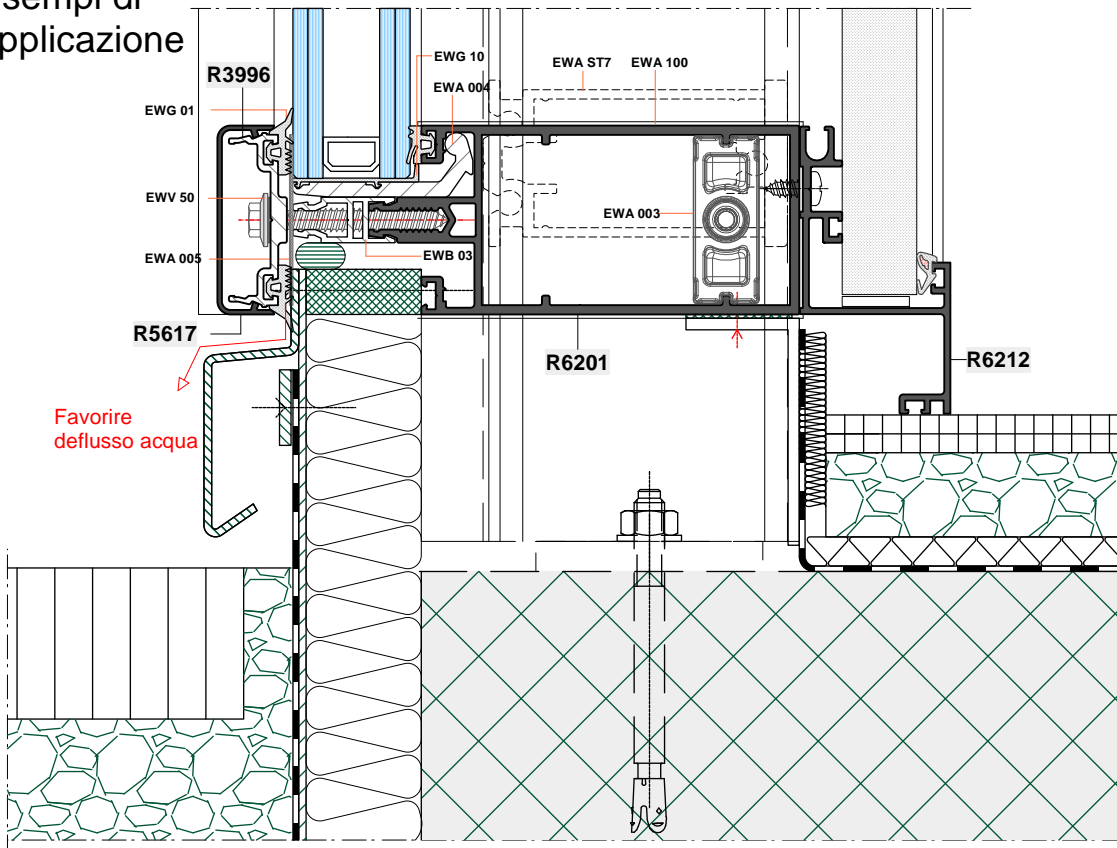 sempi di
pplicazione
R3996
EWG 10
EWA ST7
EWA 100
EWA 004
EWG 01
EWV 50
EWA 003
EWA 005
EWB 03
R5617
R6201
R6212
Favorire
deflusso acqua